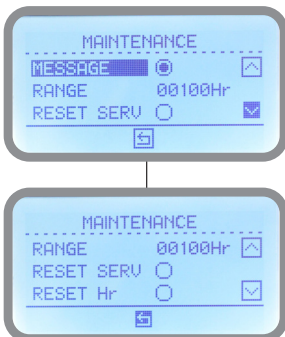 MAINTENANCE
MESSAGE
RANGE 00100Hr
RESET SERV
MAINTENANCE
RANGE 00100Hr
RESET SERV
RESET Hr